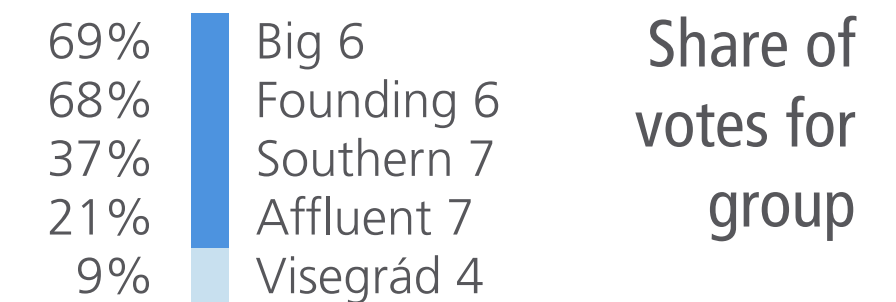 69% Big 6
68% Founding 6
37% Southern 7
21% Affluent 7
9% Visegrád 4
Share of
votes for
group